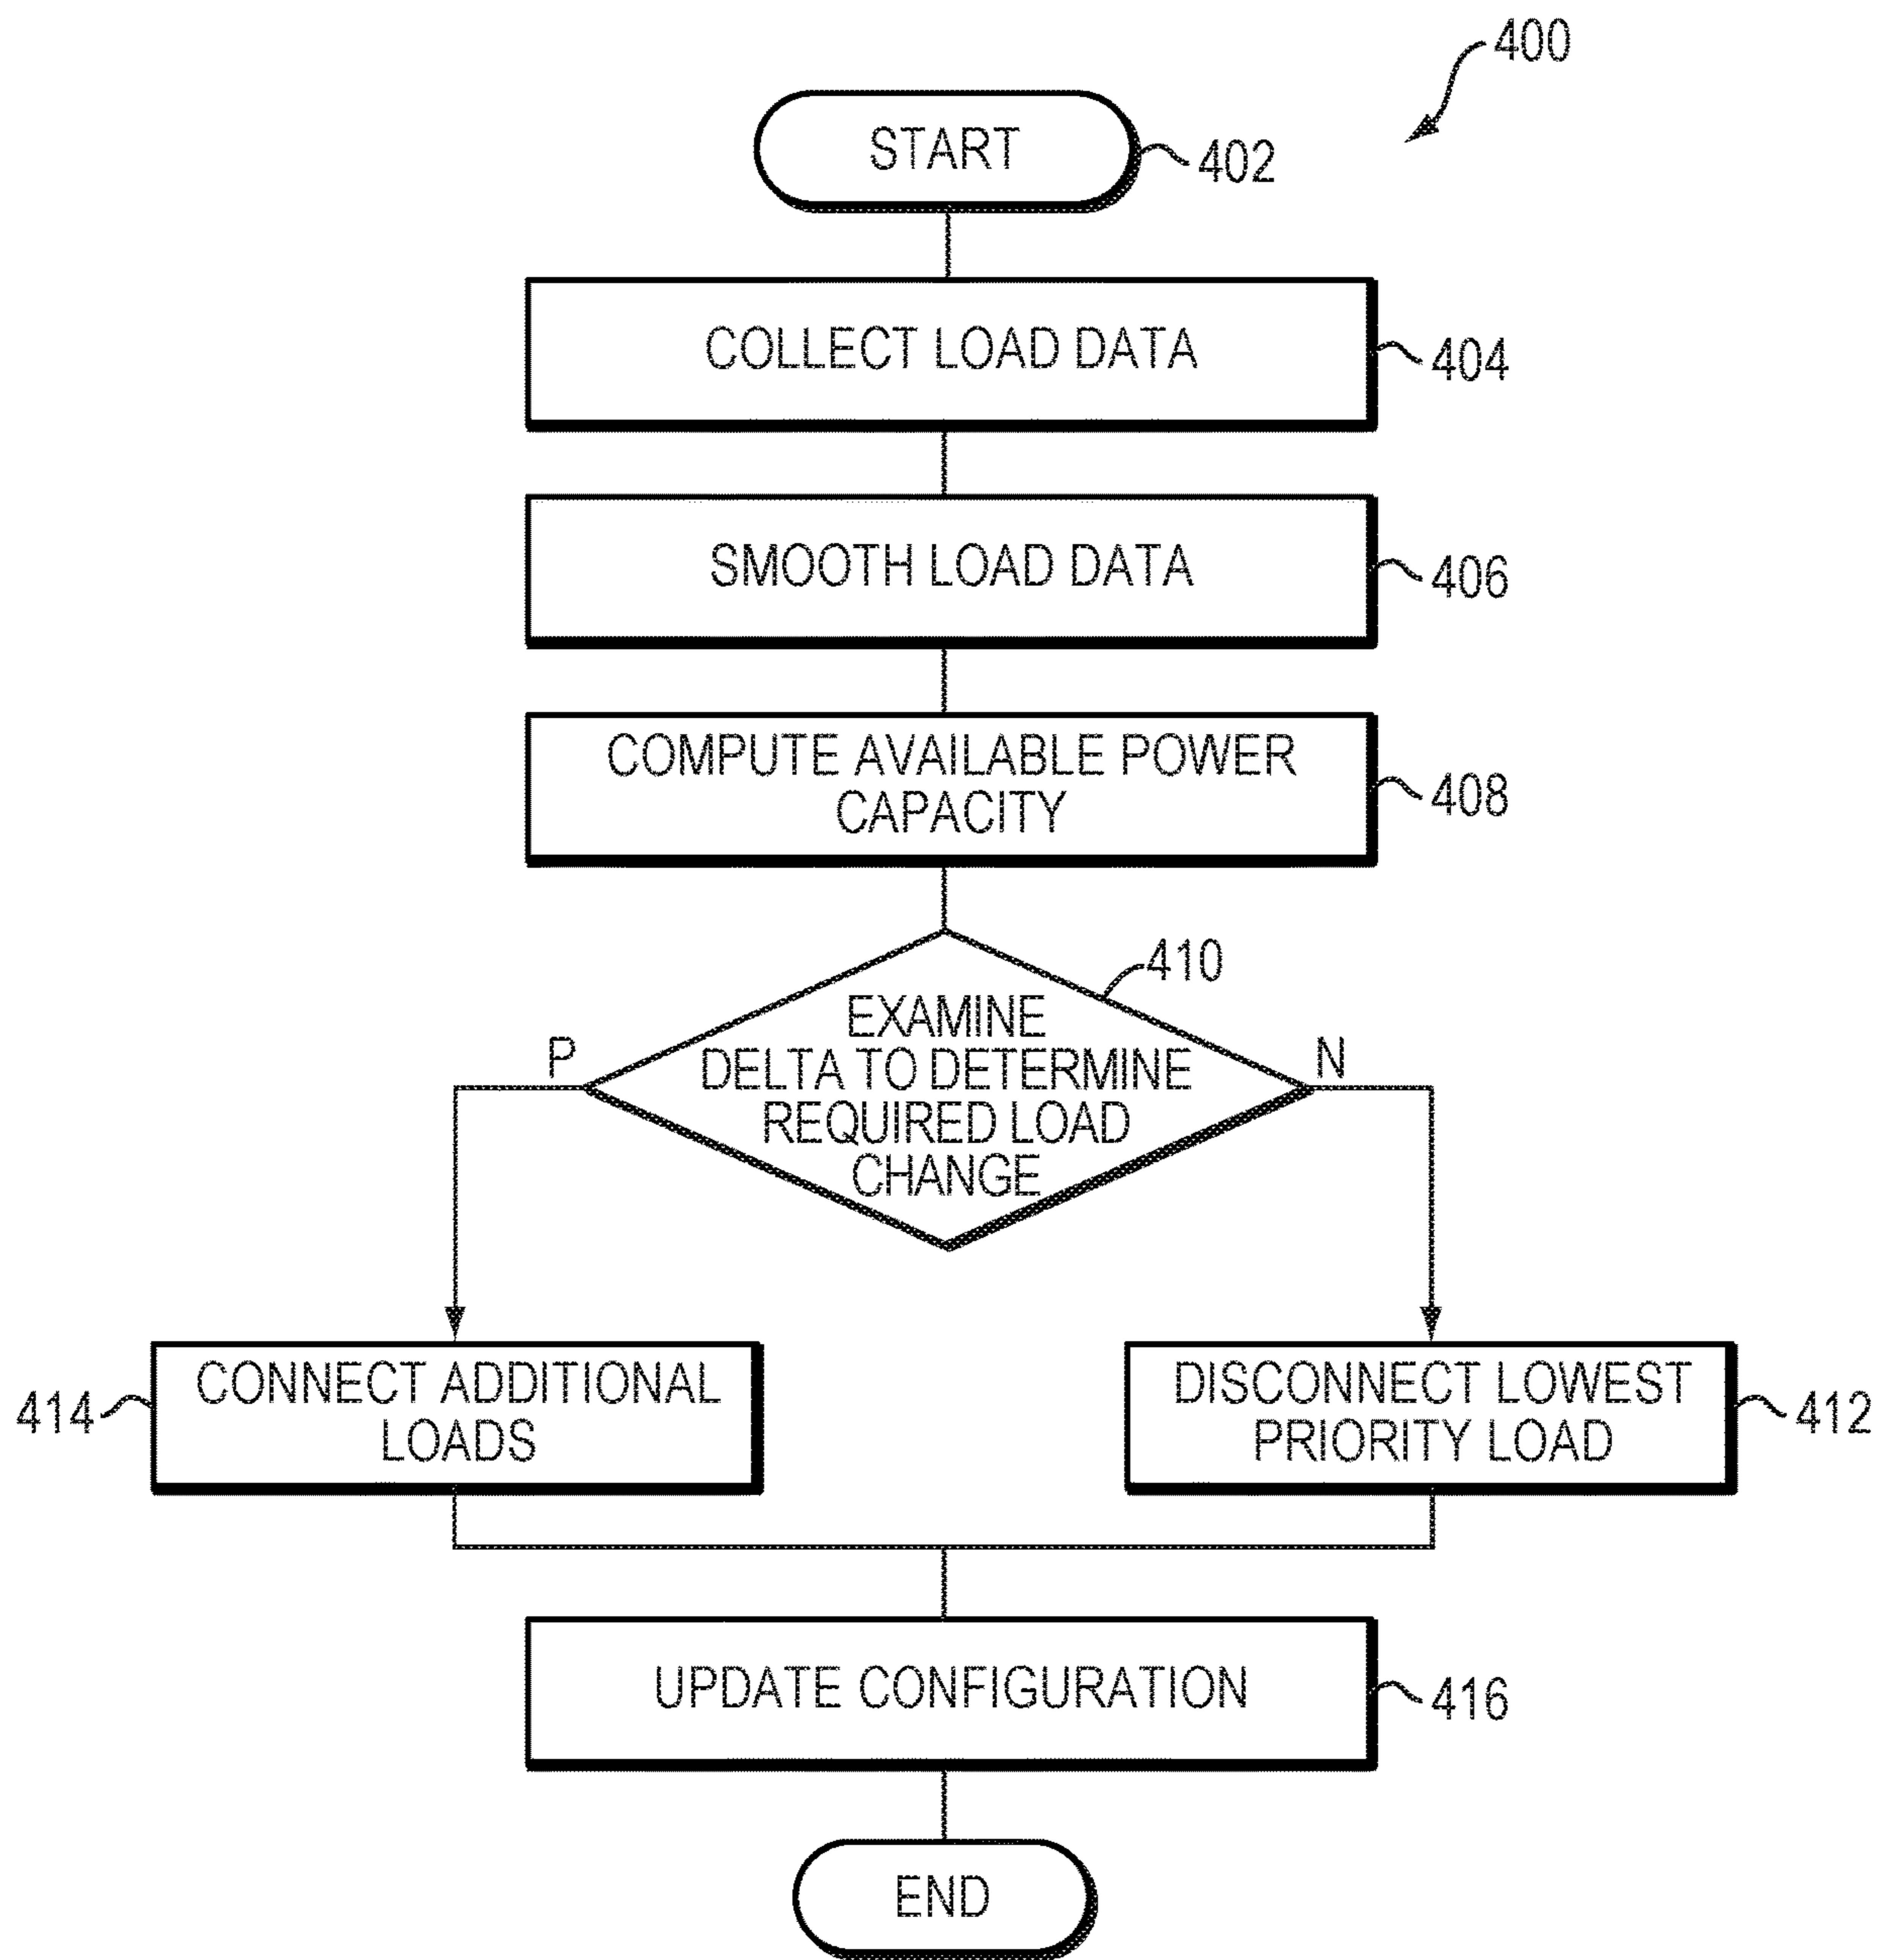 400
START
402
COLLECT LOAD DATA
404
SMOOTH LOAD DATA
406
COMPUTE AVAILABLE POWER
CAPACITY
408
410
EXAMINE
DELTA TO DETERMINE
REQUIRED LOAD
CHANGE
P
N
414
CONNECT ADDITIONAL
LOADS
DISCONNECT LOWEST
PRIORITY LOAD
412
UPDATE CONFIGURATION
416
END